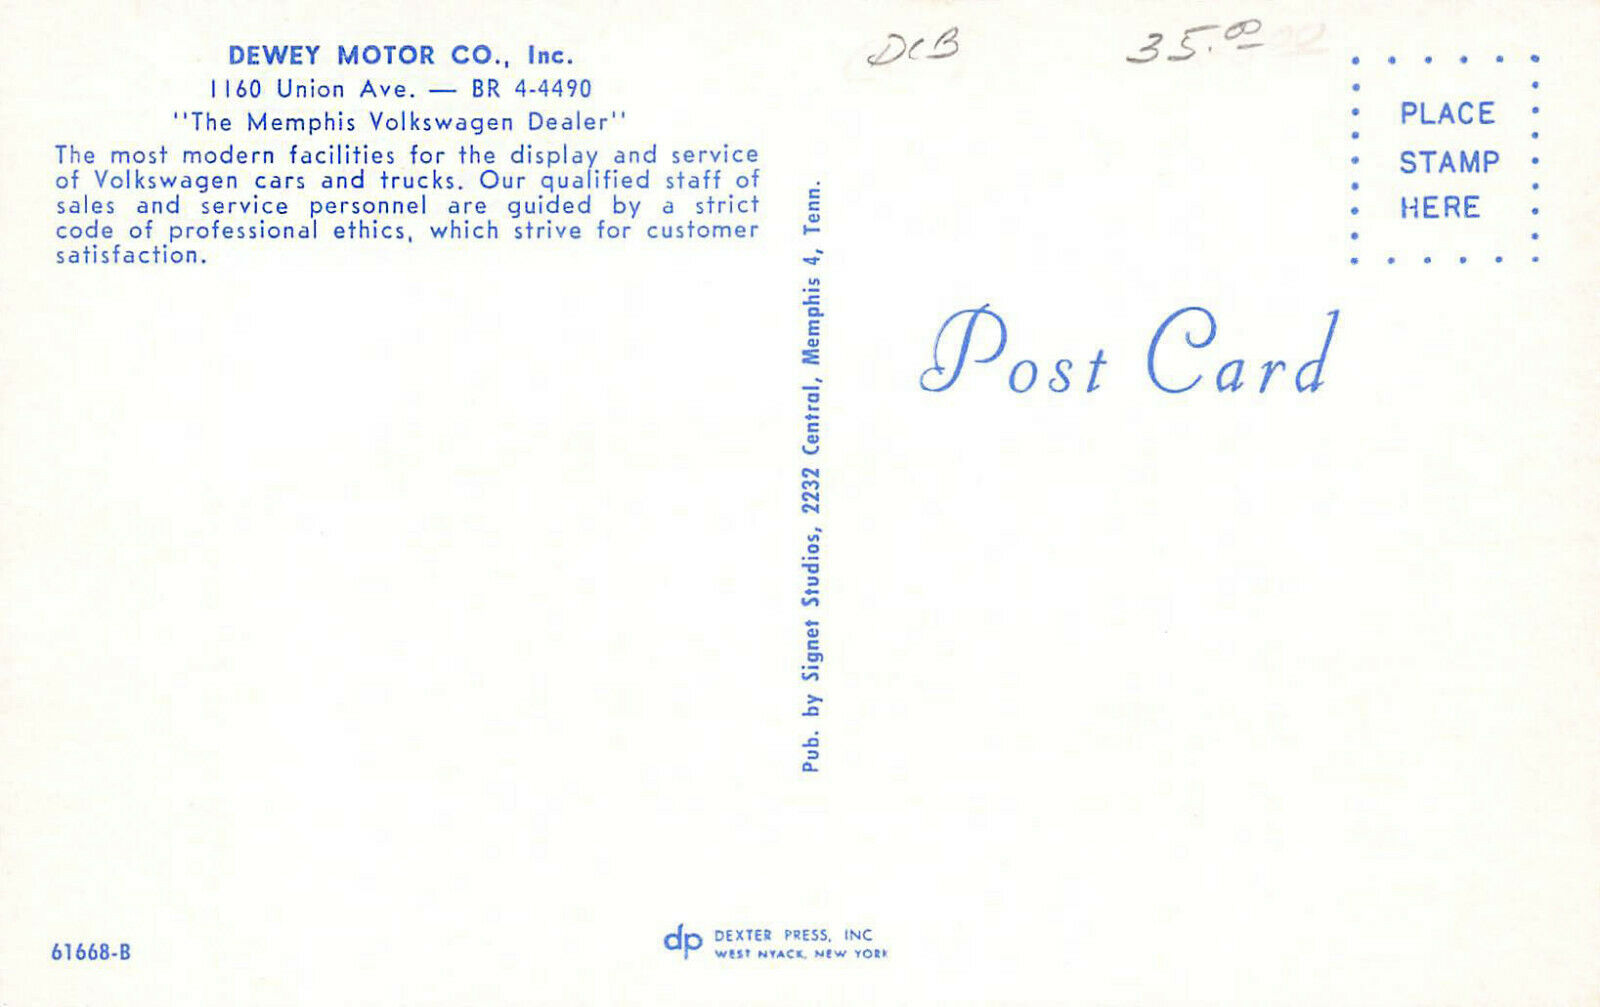 DEWEY MOTOR CO., Inc.
1160 Union Ave. — BR 4-4490
"The Memphis Volkswagen Dealer"
The most modern facilities for the display and service
of Volkswagen cars and trucks. Our qualified staff of
sales and service personnel are guided by a strict
code of professional ethics, which strive for customer
satisfaction.
61668-B
Pub. by Signet Studios, 2232 Central, Memphis 4, Tenn.
dp DEXTER PRESS, INC
WEST NYACK, NEW YORK
DCB
35.00
PLACE
STAMP
HERE
Post Card